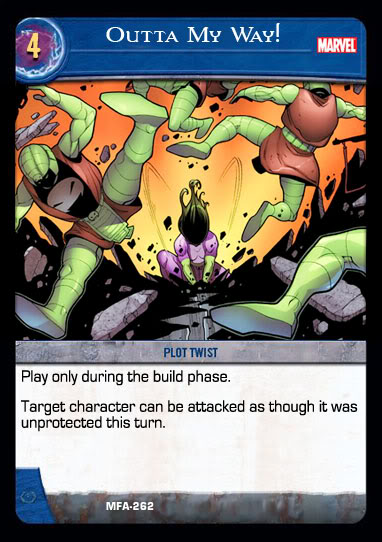 4
Outta My Way!
MARVEL
PLOT TWIST
Play only during the build phase.
Target character can be attacked as though it was
unprotected this turn.
MFA-262